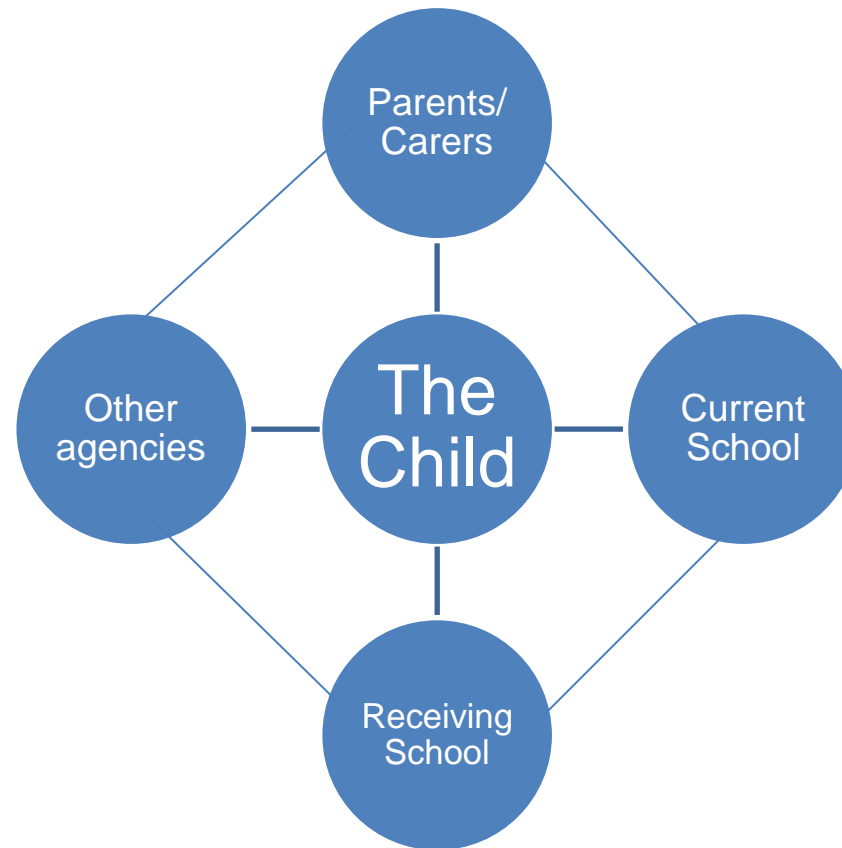 Parents/
Carers
Other
agencies
The
Child
Current
School
Receiving
School